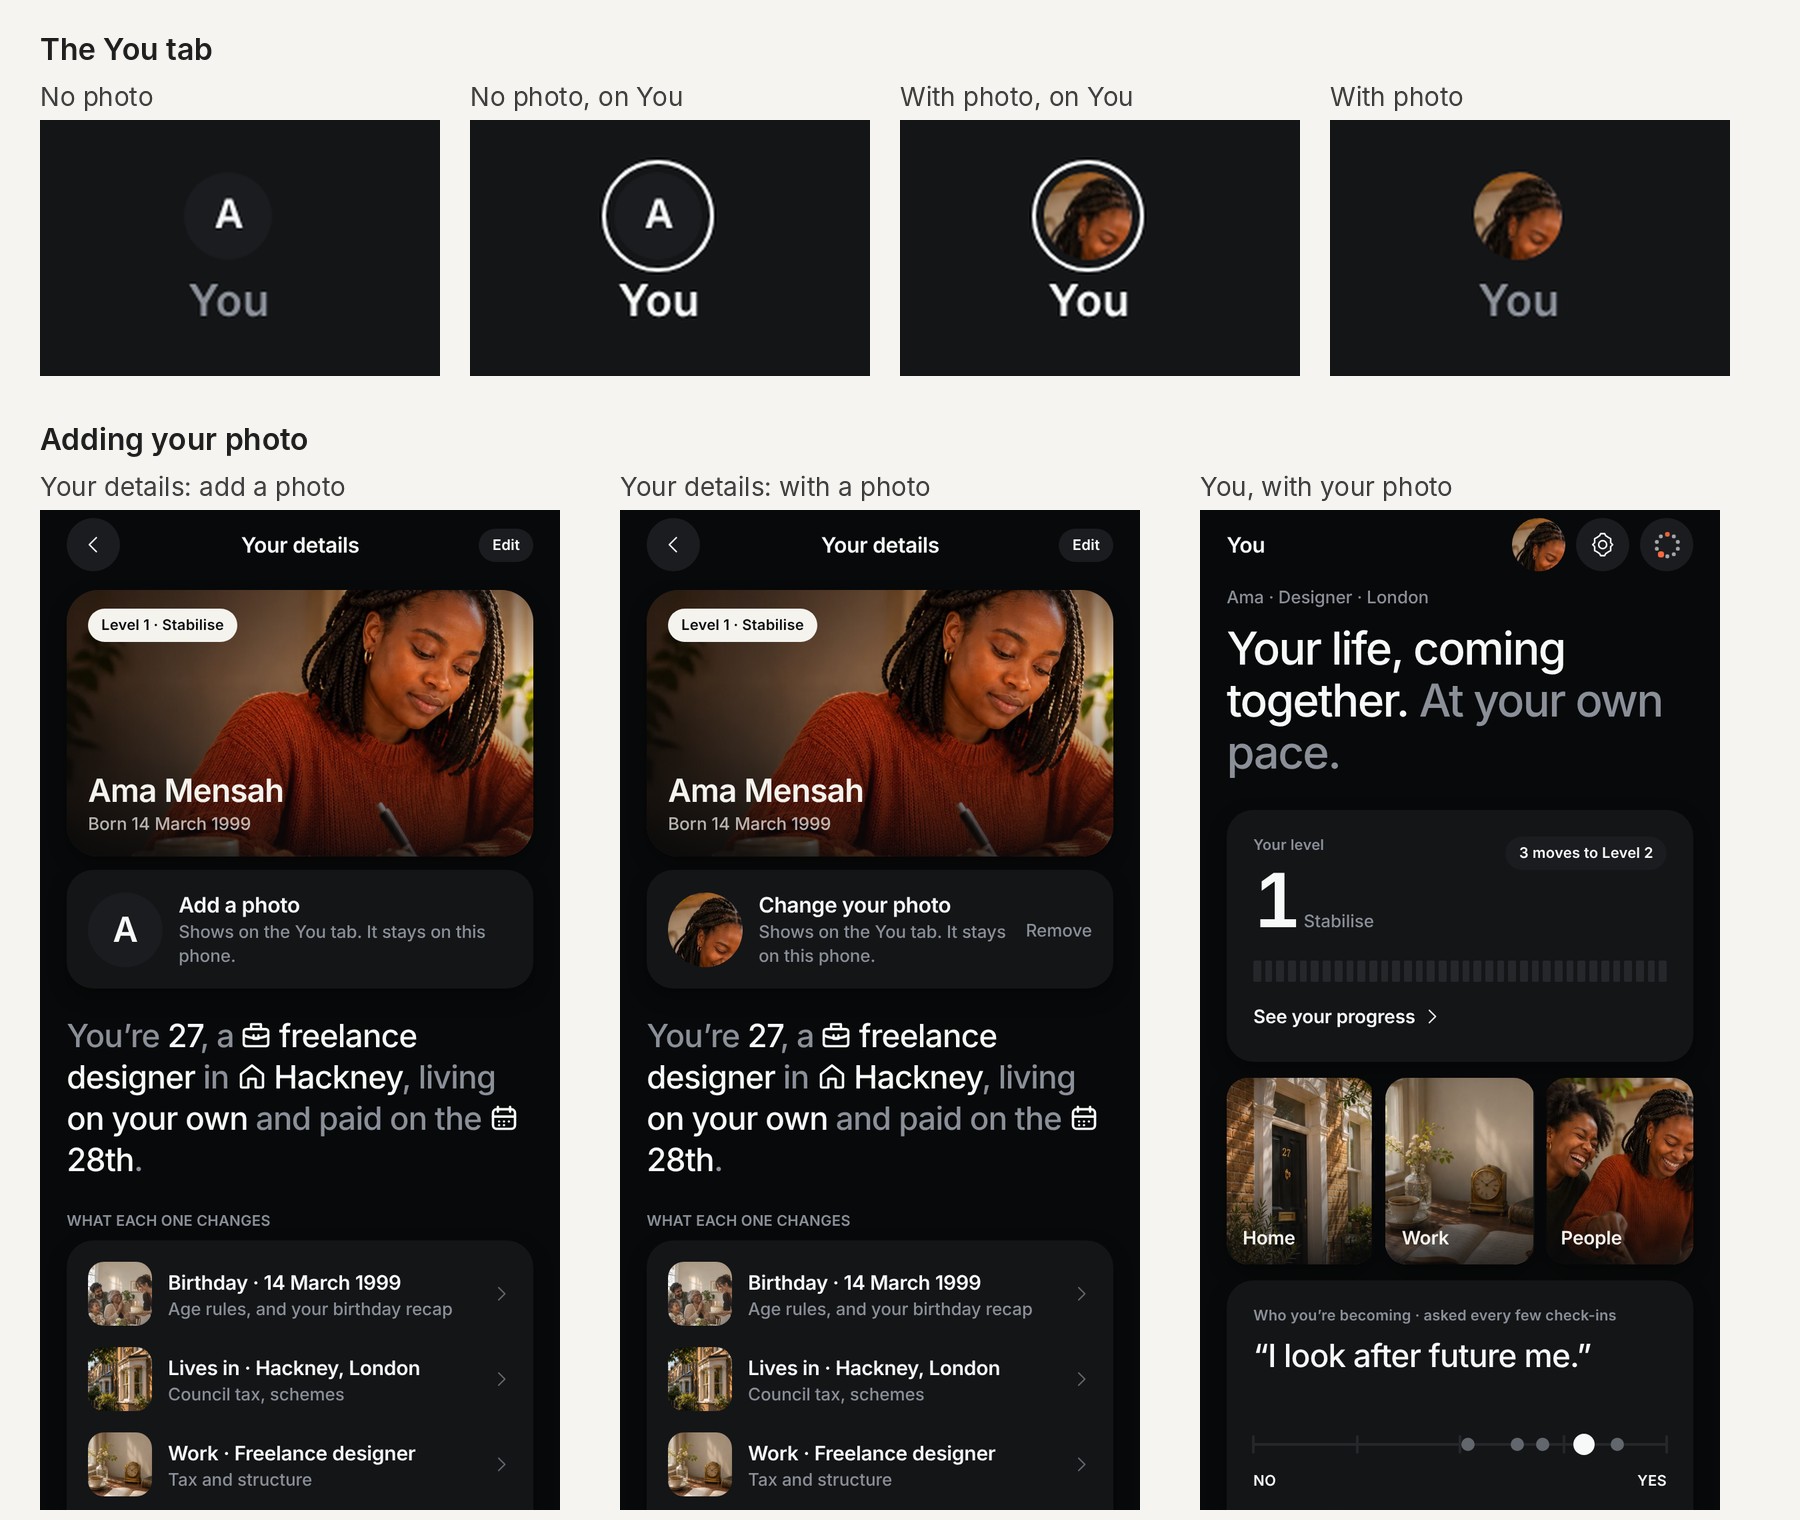 The You tab
No photo
No photo, on You
With photo, on You
With photo
A
You
A
You
You
You
Adding your photo
Your details: add a photo
Your details: with a photo
You, with your photo
Your details
Edit
Level 1 · Stabilise
Ama Mensah
Born 14 March 1999
A
Add a photo
Shows on the You tab. It stays on this
phone.
You’re 27, a freelance
designer in Hackney, living
on your own and paid on the
28th.
WHAT EACH ONE CHANGES
Birthday · 14 March 1999
Age rules, and your birthday recap
Lives in · Hackney, London
Council tax, schemes
Work · Freelance designer
Tax and structure
Your details
Edit
Level 1 · Stabilise
Ama Mensah
Born 14 March 1999
Change your photo
Shows on the You tab. It stays
on this phone.
Remove
You’re 27, a freelance
designer in Hackney, living
on your own and paid on the
28th.
WHAT EACH ONE CHANGES
Birthday · 14 March 1999
Age rules, and your birthday recap
Lives in · Hackney, London
Council tax, schemes
Work · Freelance designer
Tax and structure
You
Ama · Designer · London
Your life, coming
together. At your own
pace.
Your level
3 moves to Level 2
1 Stabilise
See your progress
27
Home
Work
People
Who you’re becoming · asked every few check-ins
“I look after future me.”
NO
YES